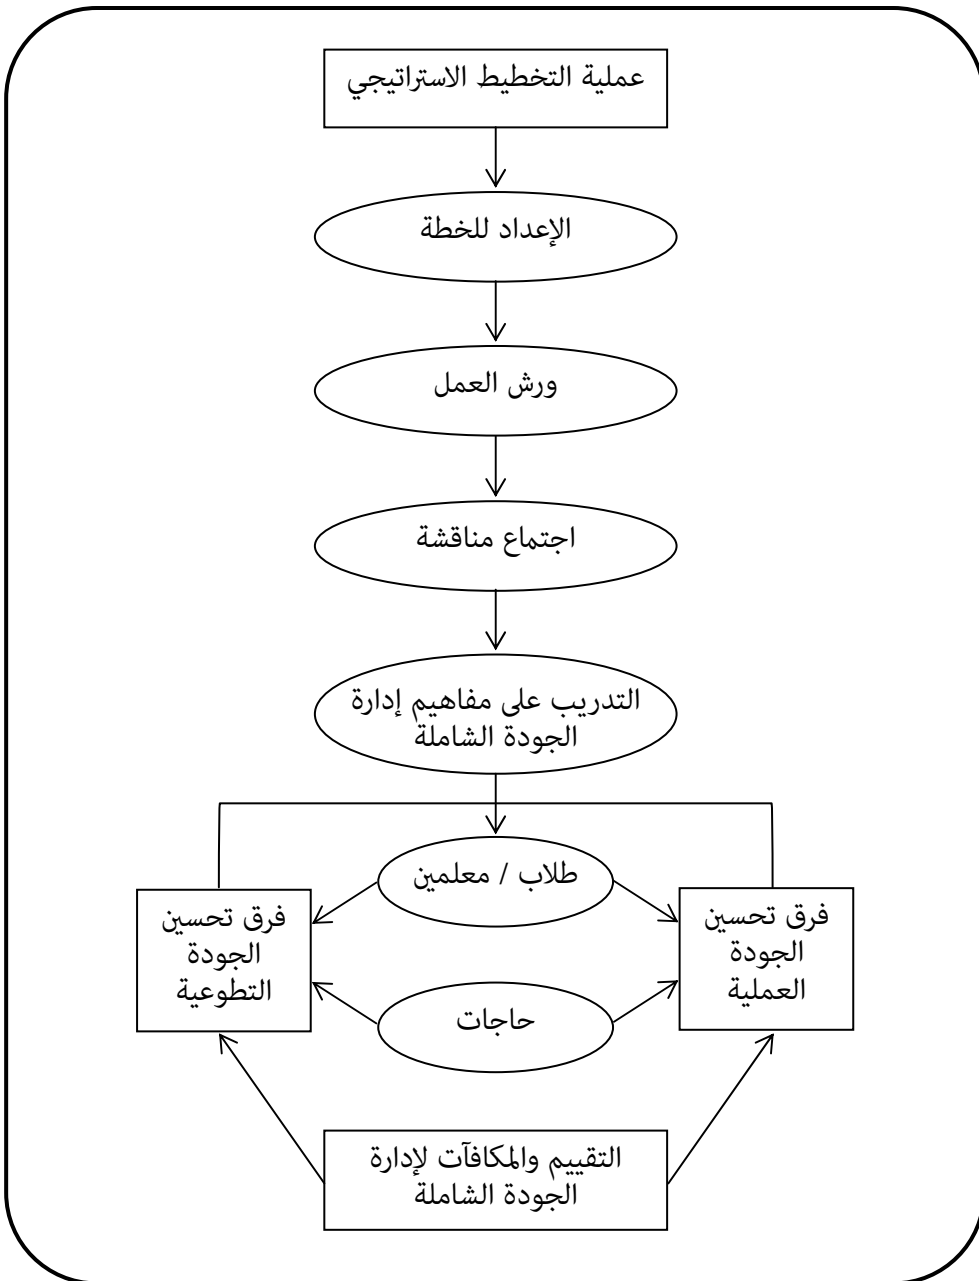 عملية التخطيط الاستراتيجي
الإعداد للخطة
ورش العمل
اجتماع مناقشة
التدريب على مفاهيم إدارة
الجودة الشاملة
طلاب / معلمين
فرق تحسين
الجودة
العملية
فرق تحسين
الجودة
التطوعية
حاجات
التقييم والمكافآت لإدارة
الجودة الشاملة